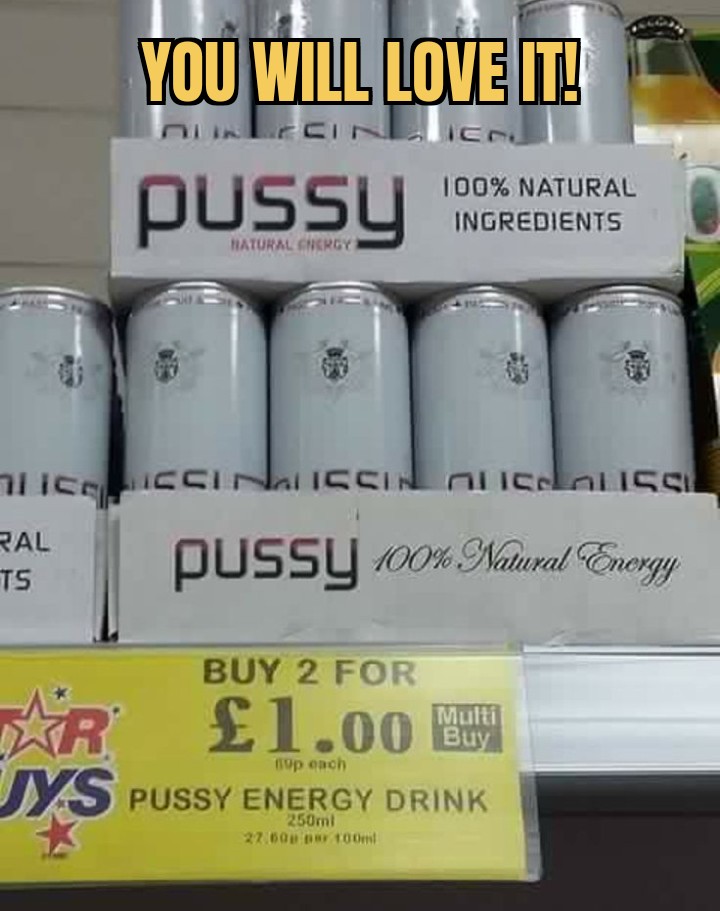 YOU WILL LOVE IT!
pussy
NATURAL ENERGY
100% NATURAL
INGREDIENTS
RAL
TS
pussy 100% Natural Energy
BUY 2 FOR
£1.00 Multi Buy
69p each
PUSSY ENERGY DRINK
250ml
27.60p per 100ml